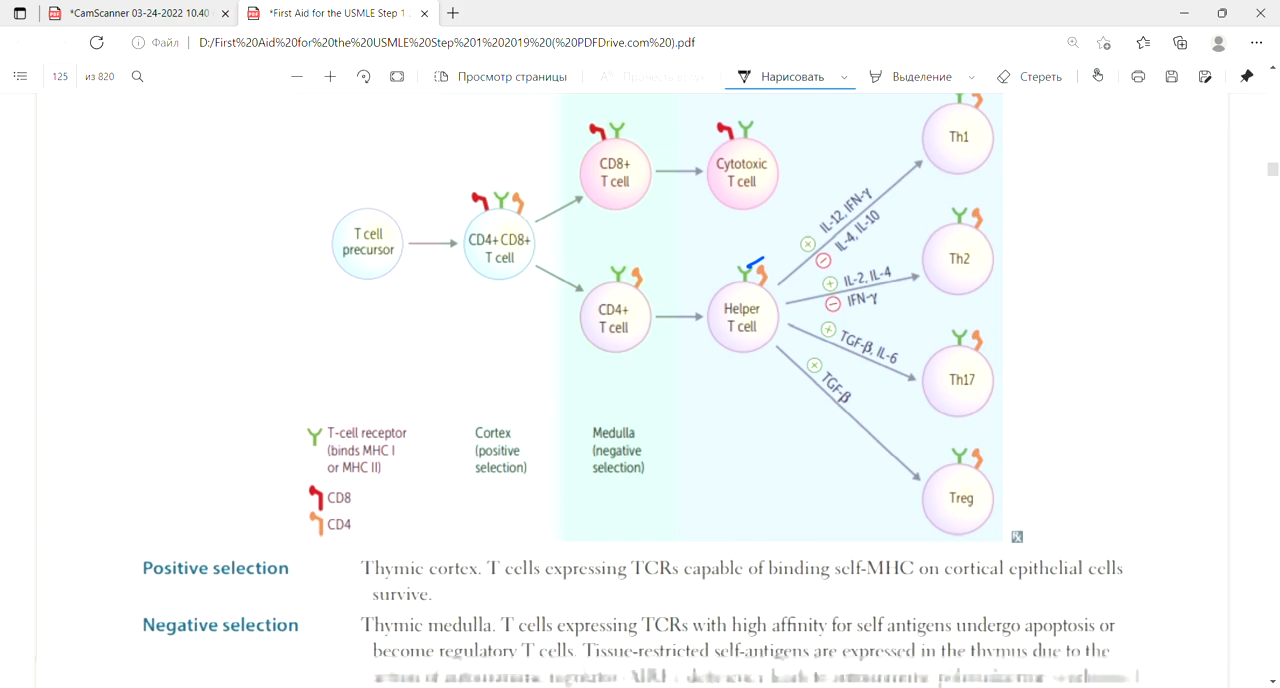 *CamScanner 03-24-2022 10.40
*First Aid for the USMLE Step 1
Файл
D:/First%20Aid%20for%20the%20USMLE%20Step%201%202019%20(%20PDFDrive.com%20).pdf
125 из 820
Просмотр страницы
Нарисовать
Выделение
Стереть
Th1
CD8+
T cell
Cytotoxic
T cell
IL-12, IFN-γ
IL-4, IL-10
T cell
precursor
CD4+ CD8+
T cell
Th2
IL-2, IL-4
IFN-γ
CD4+
T cell
Helper
T cell
TGF-β, IL-6
Th17
TGF-β
T-cell receptor
(binds MHC I
or MHC II)
Cortex
(positive
selection)
Medulla
(negative
selection)
CD8
CD4
Treg
Positive selection
Thymic cortex. T cells expressing TCRs capable of binding self-MHC on cortical epithelial cells
survive.
Negative selection
Thymic medulla. T cells expressing TCRs with high affinity for self antigens undergo apoptosis or
become regulatory T cells. Tissue-restricted self-antigens are expressed in the thymus due to the